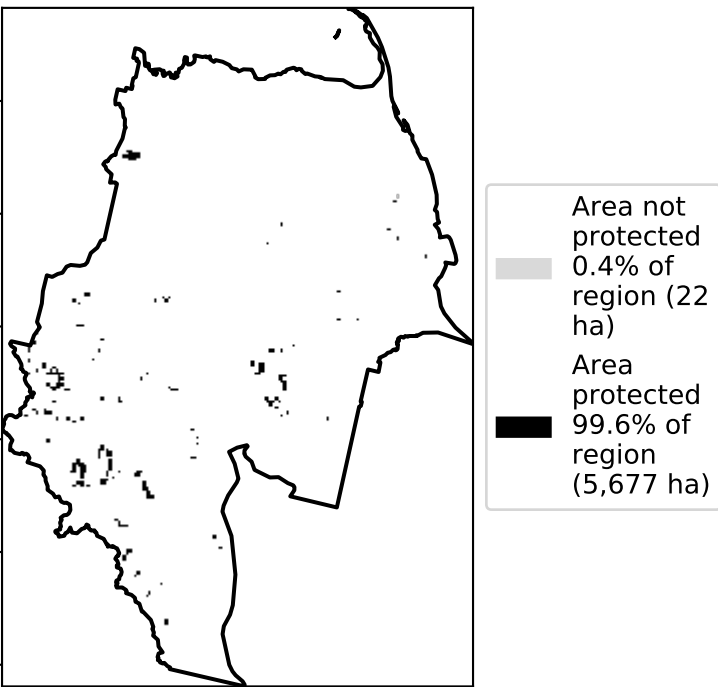 Area not
protected
0.4% of
region (22
ha)
Area
protected
99.6% of
region
(5,677 ha)